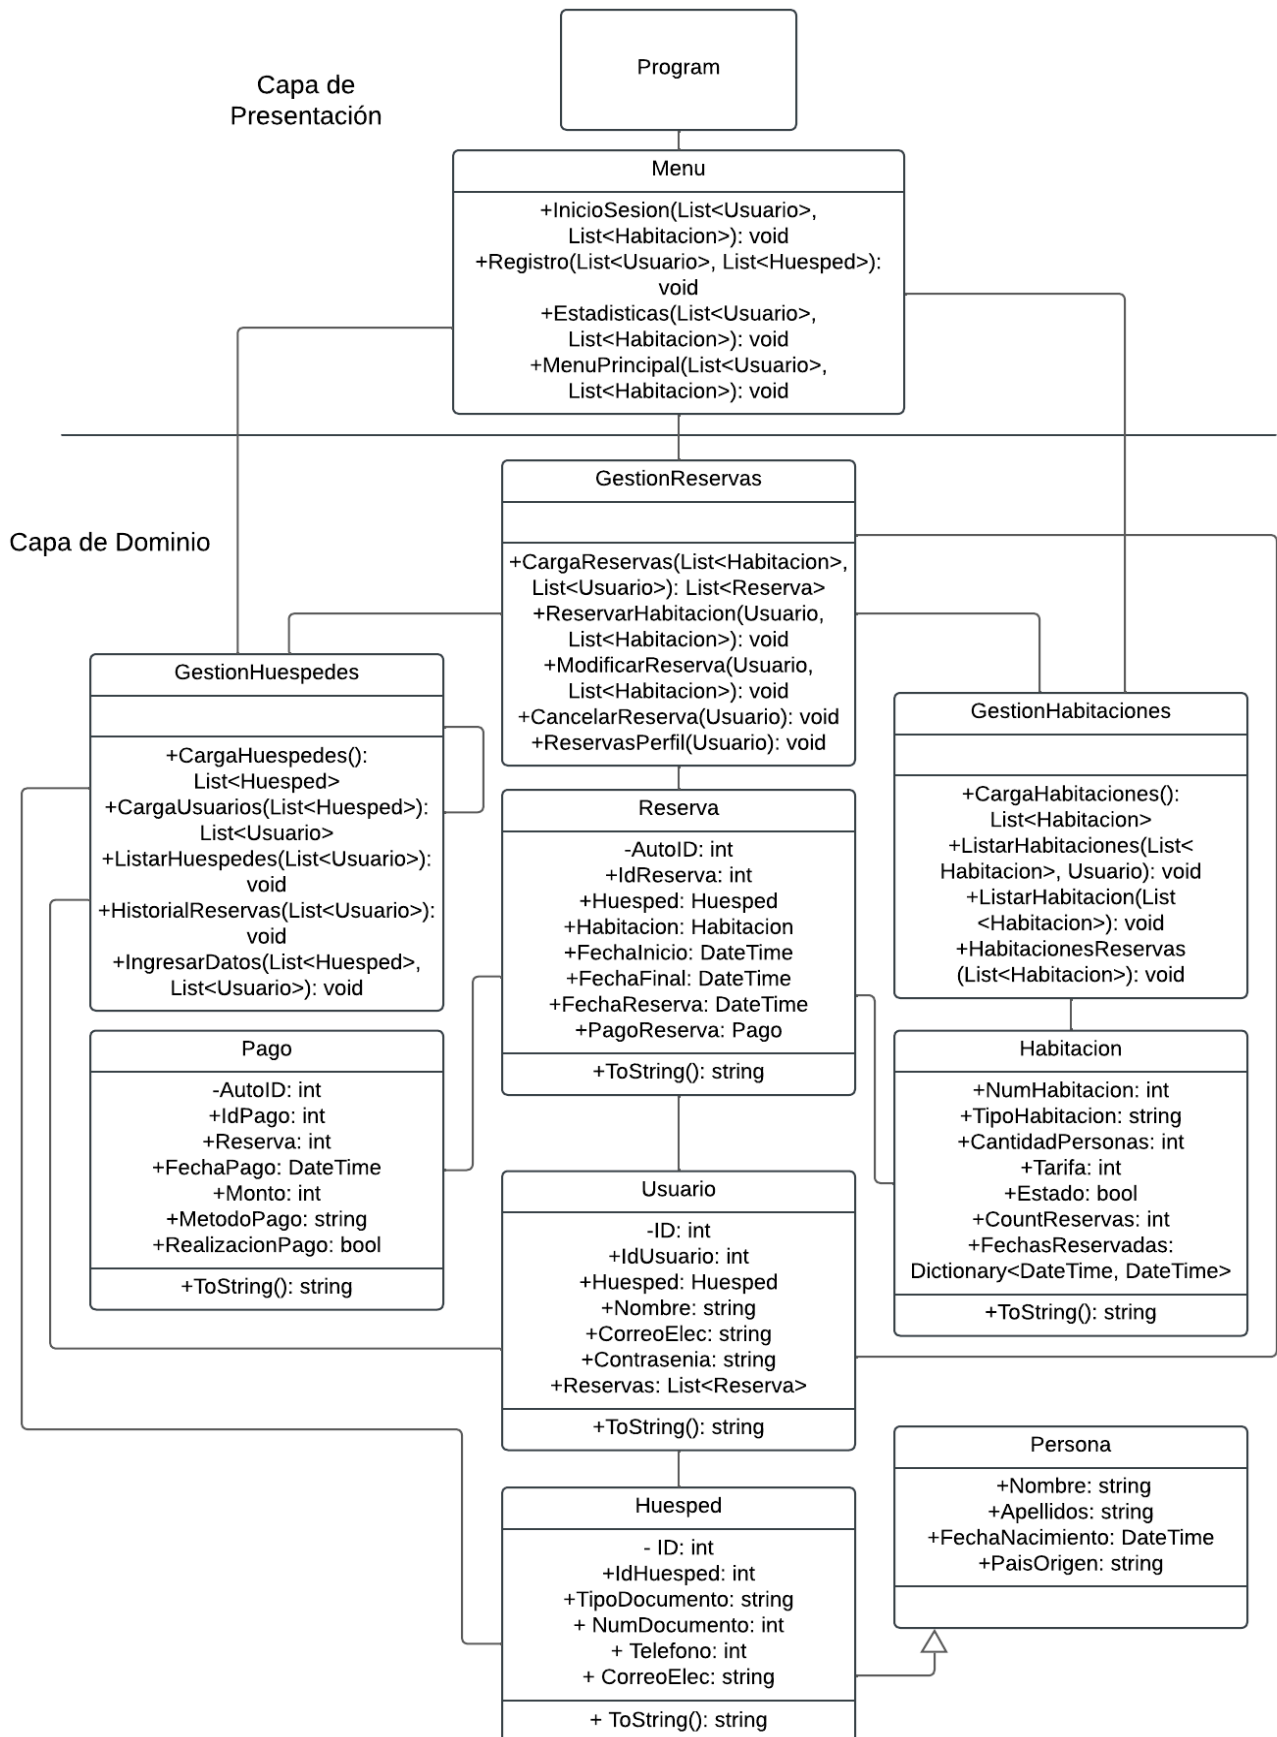 Program
Capa de
Presentación
Menu
+InicioSesion(List<Usuario>,
List<Habitacion>): void
+Registro(List<Usuario>, List<Huesped>):
void
+Estadisticas(List<Usuario>,
List<Habitacion>): void
+MenuPrincipal(List<Usuario>,
List<Habitacion>): void
Capa de Dominio
GestionReservas
+CargaReservas(List<Habitacion>,
List<Usuario>): List<Reserva>
+ReservarHabitacion(Usuario,
List<Habitacion>): void
+ModificarReserva(Usuario,
List<Habitacion>): void
+CancelarReserva(Usuario): void
+ReservasPerfil(Usuario): void
GestionHuespedes
+CargaHuespedes():
List<Huesped>
+CargaUsuarios(List<Huesped>):
List<Usuario>
+ListarHuespedes(List<Usuario>):
void
+HistorialReservas(List<Usuario>):
void
+IngresarDatos(List<Huesped>,
List<Usuario>): void
GestionHabitaciones
+CargaHabitaciones():
List<Habitacion>
+ListarHabitaciones(List<
Habitacion>, Usuario): void
+ListarHabitacion(List
<Habitacion>): void
+HabitacionesReservas
(List<Habitacion>): void
Reserva
-AutoID: int
+IdReserva: int
+Huesped: Huesped
+Habitacion: Habitacion
+FechaInicio: DateTime
+FechaFinal: DateTime
+FechaReserva: DateTime
+PagoReserva: Pago
+ToString(): string
Pago
-AutoID: int
+IdPago: int
+Reserva: int
+FechaPago: DateTime
+Monto: int
+MetodoPago: string
+RealizacionPago: bool
+ToString(): string
Habitacion
+NumHabitacion: int
+TipoHabitacion: string
+CantidadPersonas: int
+Tarifa: int
+Estado: bool
+CountReservas: int
+FechasReservadas:
Dictionary<DateTime, DateTime>
+ToString(): string
Usuario
-ID: int
+IdUsuario: int
+Huesped: Huesped
+Nombre: string
+CorreoElec: string
+Contrasenia: string
+Reservas: List<Reserva>
+ToString(): string
Persona
+Nombre: string
+Apellidos: string
+FechaNacimiento: DateTime
+PaisOrigen: string
Huesped
- ID: int
+IdHuesped: int
+TipoDocumento: string
+ NumDocumento: int
+ Telefono: int
+ CorreoElec: string
+ ToString(): string